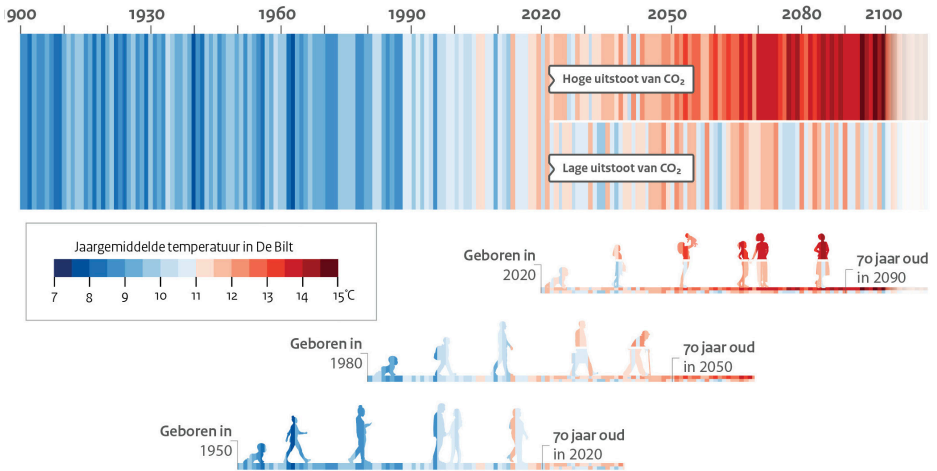 1900 1930 1960 1990 2020 2050 2080 2100
Hoge uitstoot van CO₂
Lage uitstoot van CO₂
Jaargemiddelde temperatuur in De Bilt
7 8 9 10 11 12 13 14 15°C
Geboren in
2020
70 jaar oud
in 2090
Geboren in
1980
70 jaar oud
in 2050
Geboren in
1950
70 jaar oud
in 2020